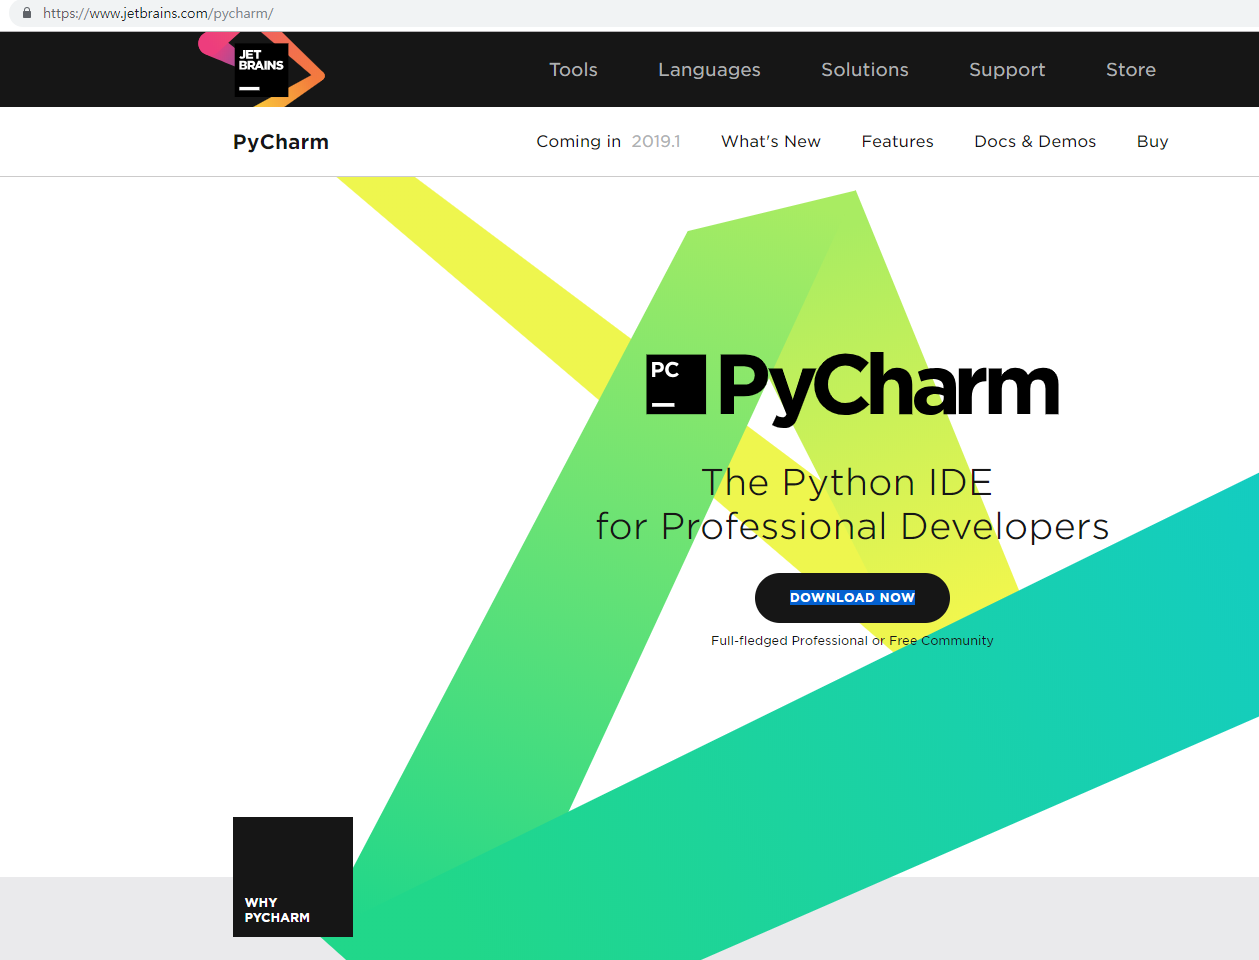 https://www.jetbrains.com/pycharm/
JET
BRAINS
Tools Languages Solutions Support Store
PyCharm Coming in 2019.1 What's New Features Docs & Demos Buy
PC PyCharm
The Python IDE
for Professional Developers
DOWNLOAD NOW
Full-fledged Professional or Free Community
WHY
PYCHARM